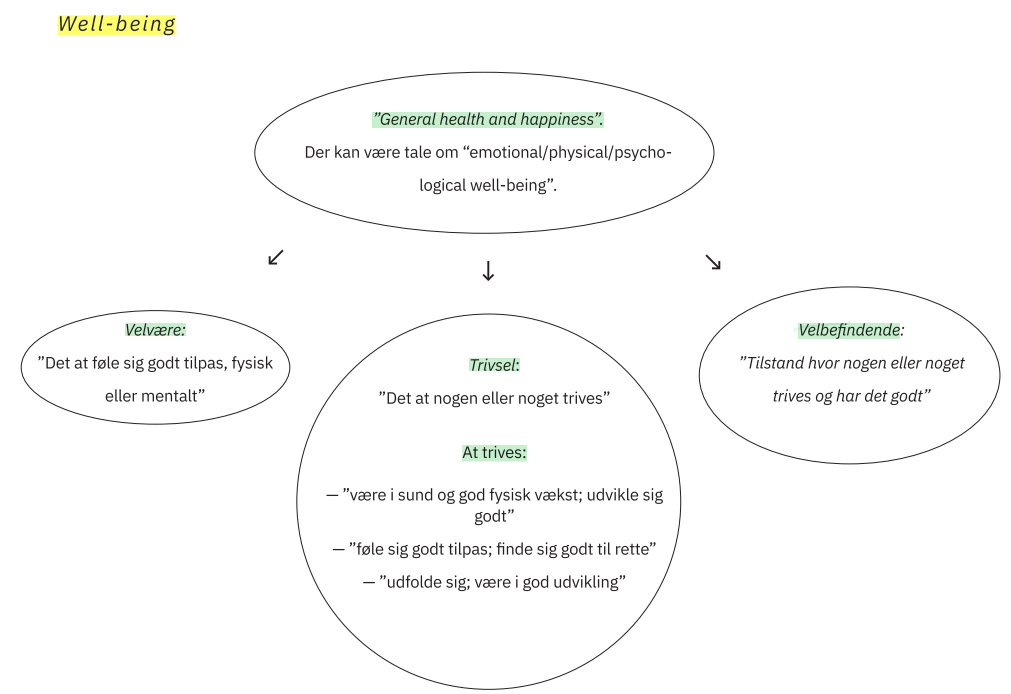 Well-being
”General health and happiness”.
Der kan være tale om “emotional/physical/psycho-
logical well-being”.
↙ ↓ ↘
Velvære:
”Det at føle sig godt tilpas, fysisk
eller mentalt”
Trivsel:
”Det at nogen eller noget trives”
At trives:
— ”være i sund og god fysisk vækst; udvikle sig
godt”
— ”føle sig godt tilpas; finde sig godt til rette”
— ”udfolde sig; være i god udvikling”
Velbefindende:
”Tilstand hvor nogen eller noget
trives og har det godt”